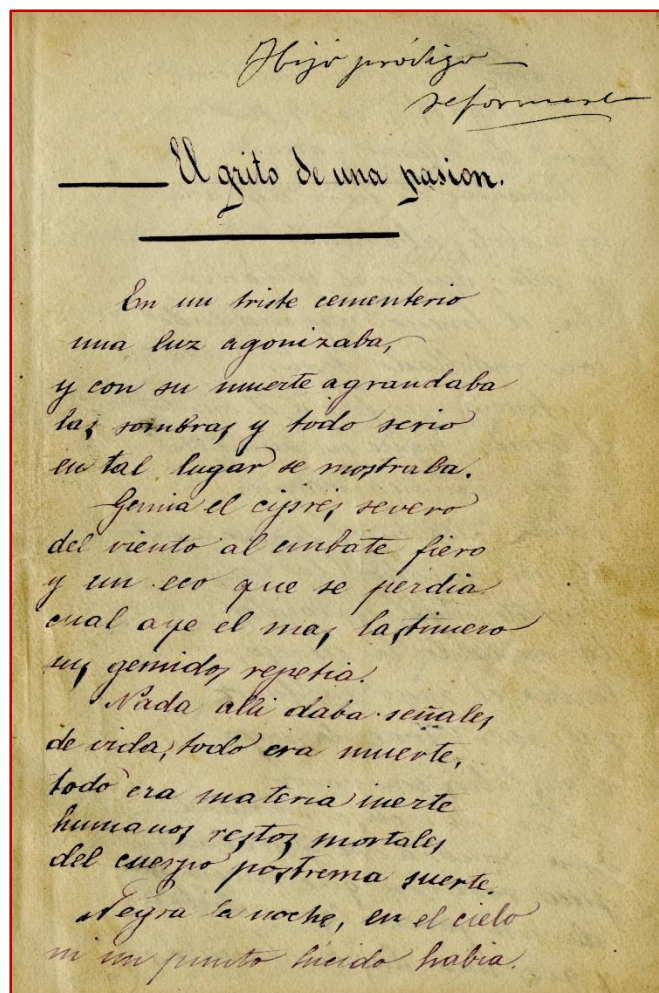 Hijo pródigo
reformarse
El grito de una pasion.
En un triste cementerio
una luz agonizaba,
y con su muerte agrandaba
las sombras y todo serio
en tal lugar se mostraba.
Gemia el ciprés severo
del viento al embate fiero
y un eco que se perdia
cual aye el mas lastimero
sus gemidos repetia.
Nada allí daba señales
de vida, todo era muerte,
todo era materia inerte
humanos restos mortales
del cuerpo postrema suerte.
Negra la noche, en el cielo
ni un punto lucido habia.